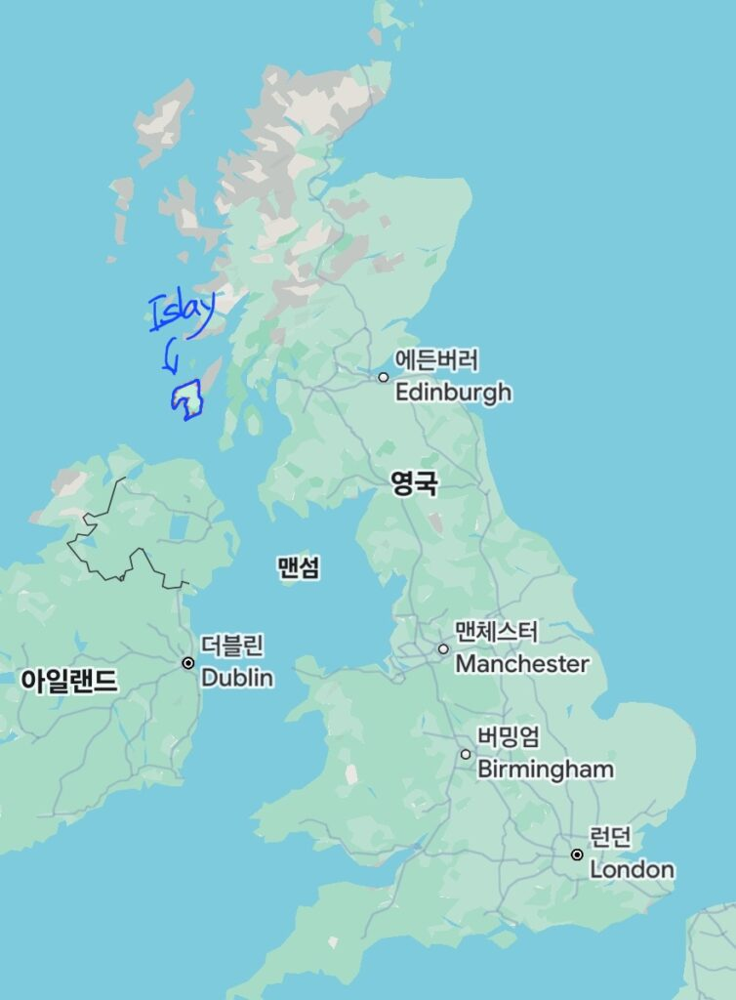 Islay
에든버러
Edinburgh
영국
맨섬
맨체스터
Manchester
더블린
Dublin
아일랜드
버밍엄
Birmingham
런던
London